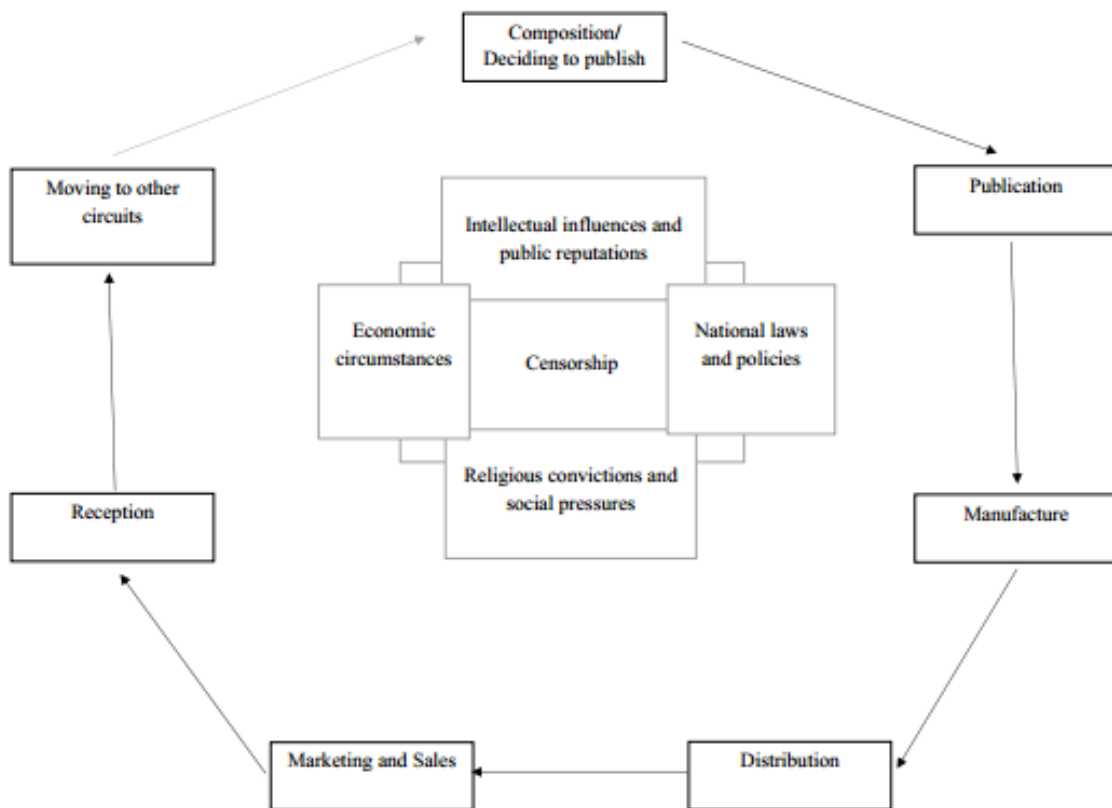 Composition/
Deciding to publish
Moving to other
circuits
Publication
Intellectual influences and
public reputations
Economic
circumstances
Censorship
National laws
and policies
Religious convictions and
social pressures
Reception
Manufacture
Marketing and Sales
Distribution